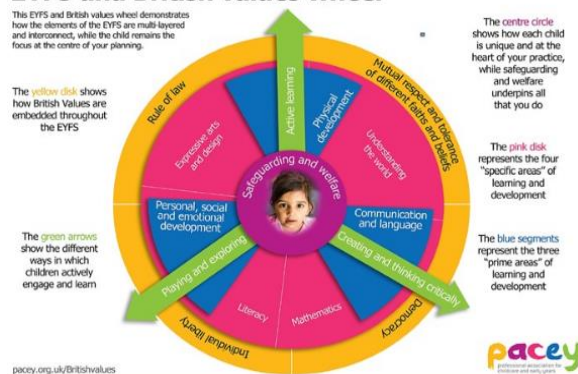 This EYFS and British values wheel demonstrates
how the elements of the EYFS are multi-layered
and interconnect, while the child remains the
focus at the centre of your planning.
The yellow disk shows
how British Values are
embedded throughout
the EYFS
The green arrows
show the different
ways in which
children actively
engage and learn
pacey.org.uk/Britishvalues
Rule of law
Mutual respect and tolerance
of different faiths and beliefs
Democracy
Individual liberty
Active learning
Physical
development
Expressive arts
and design
Understanding
the world
Safeguarding and welfare
Personal, social
and emotional
development
Communication
and language
Playing and exploring
Creating and thinking critically
Literacy
Mathematics
The centre circle
shows how each child
is unique and at the
heart of your practice,
while safeguarding
and welfare
underpins all
that you do
The pink disk
represents the four
“specific areas” of
learning and
development
The blue segments
represent the three
“prime areas” of
learning and
development
pacey
professional association for
childcare and early years